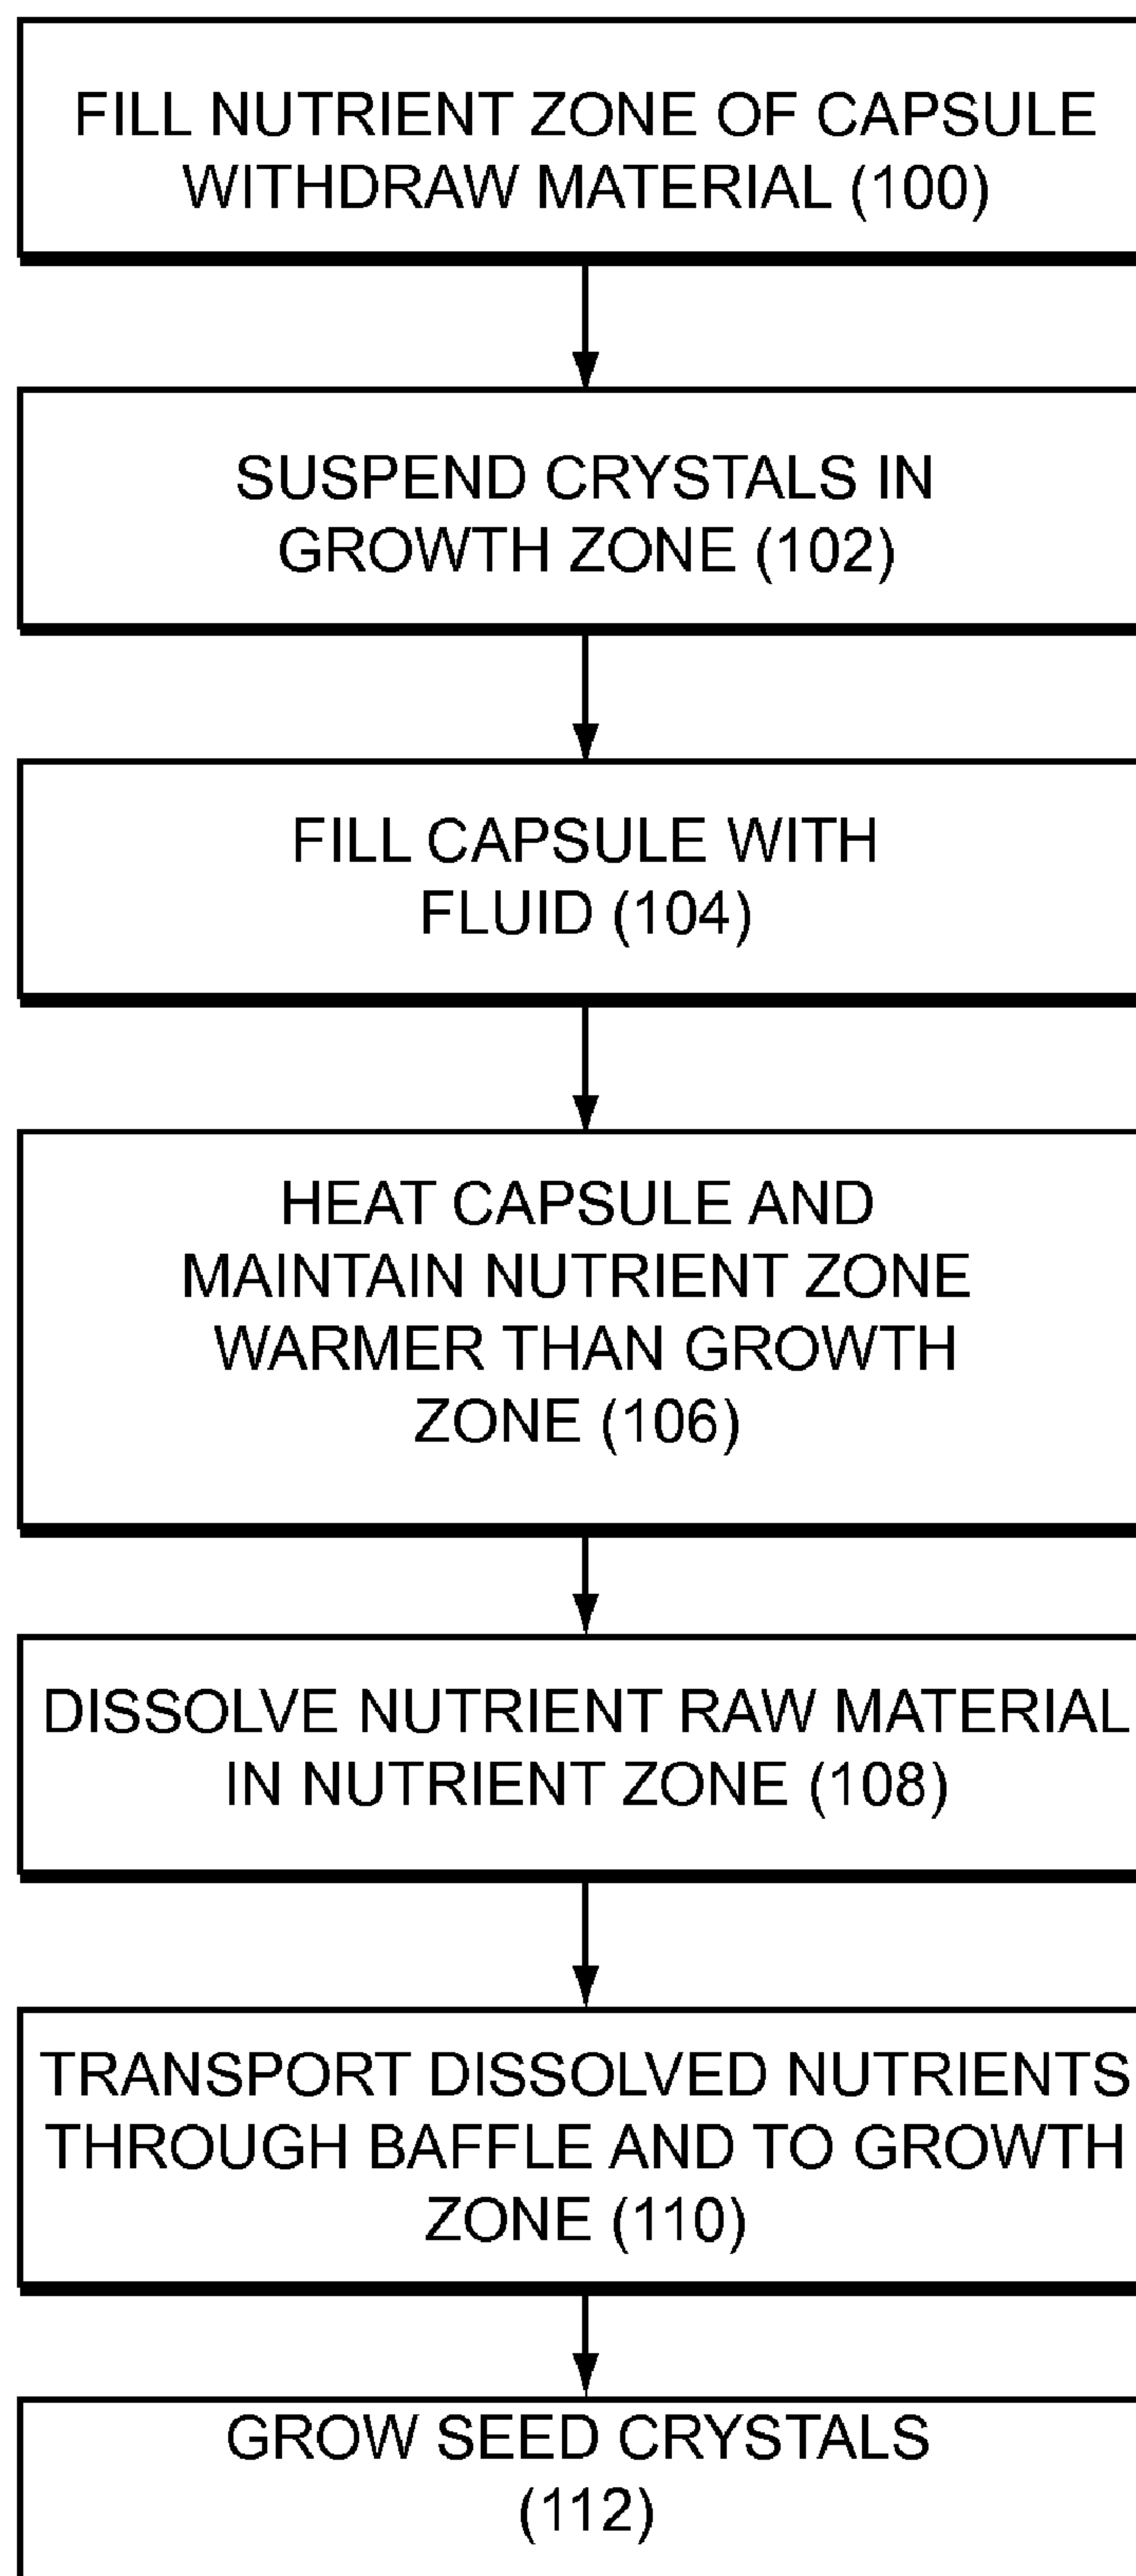 FILL NUTRIENT ZONE OF CAPSULE
WITHDRAW MATERIAL (100)
SUSPEND CRYSTALS IN
GROWTH ZONE (102)
FILL CAPSULE WITH
FLUID (104)
HEAT CAPSULE AND
MAINTAIN NUTRIENT ZONE
WARMER THAN GROWTH
ZONE (106)
DISSOLVE NUTRIENT RAW MATERIAL
IN NUTRIENT ZONE (108)
TRANSPORT DISSOLVED NUTRIENTS
THROUGH BAFFLE AND TO GROWTH
ZONE (110)
GROW SEED CRYSTALS
(112)